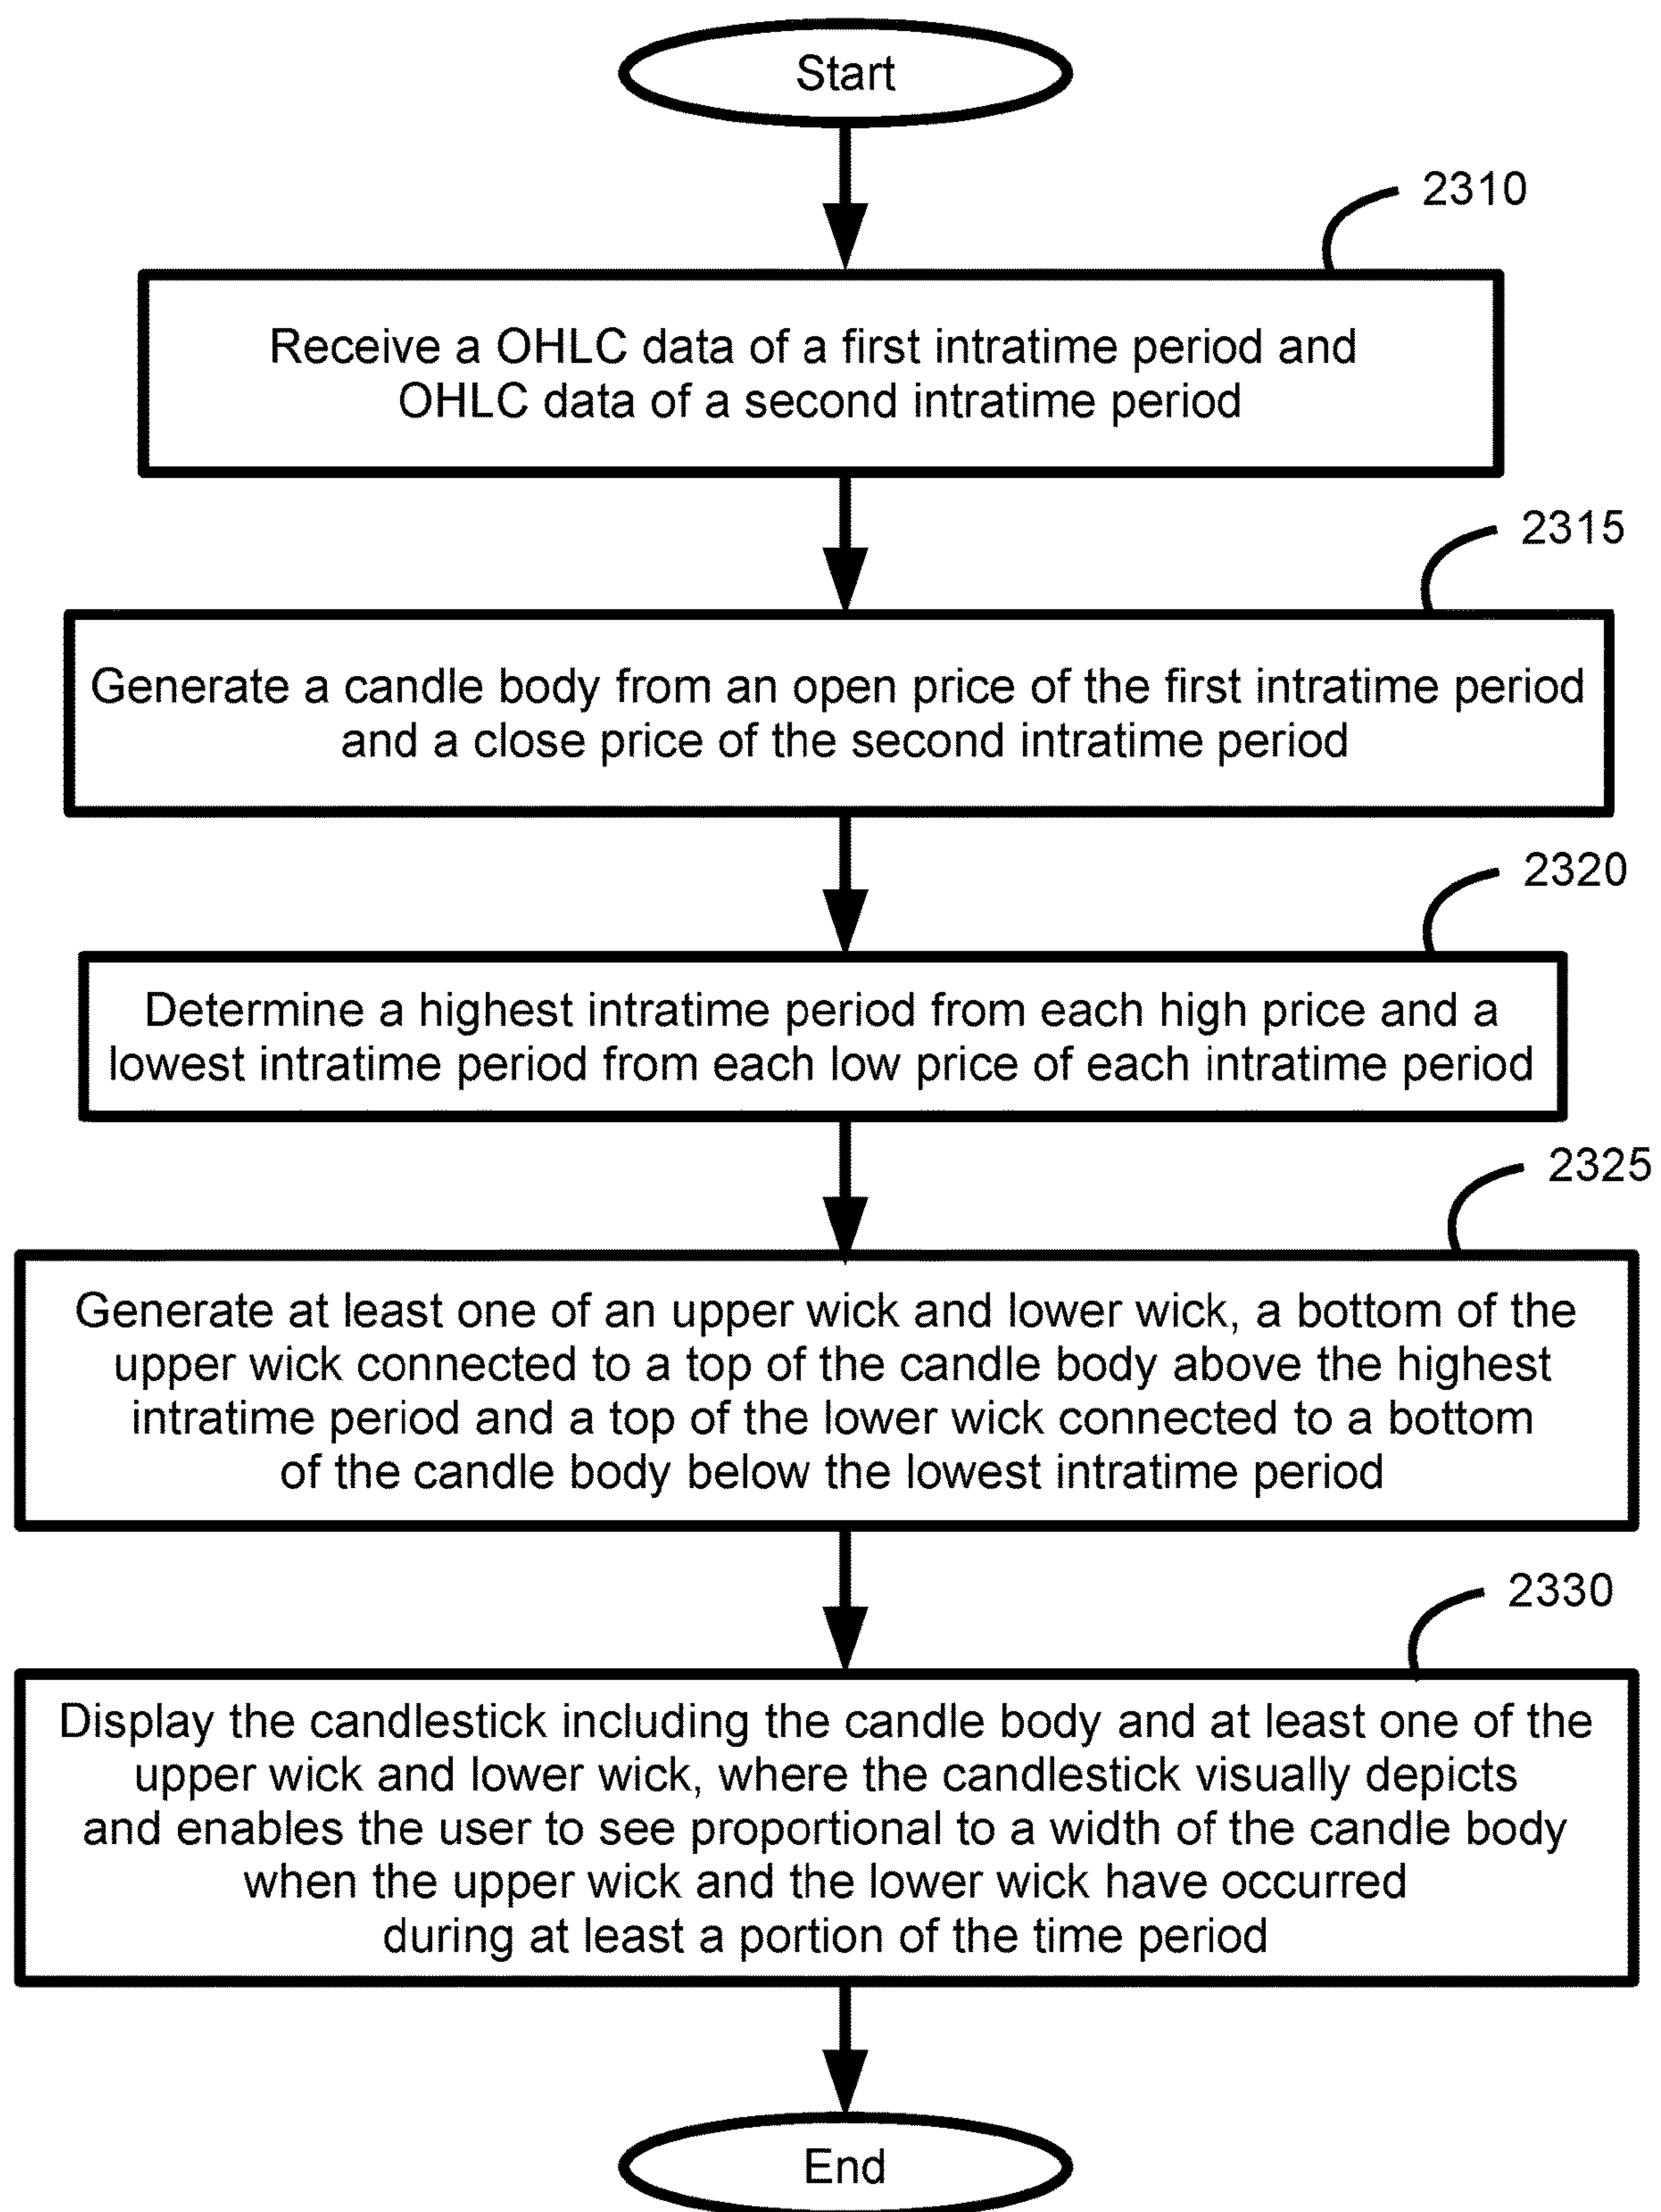 Start
2310
Receive a OHLC data of a first intratime period and
OHLC data of a second intratime period
2315
Generate a candle body from an open price of the first intratime period
and a close price of the second intratime period
2320
Determine a highest intratime period from each high price and a
lowest intratime period from each low price of each intratime period
2325
Generate at least one of an upper wick and lower wick, a bottom of the
upper wick connected to a top of the candle body above the highest
intratime period and a top of the lower wick connected to a bottom
of the candle body below the lowest intratime period
2330
Display the candlestick including the candle body and at least one of the
upper wick and lower wick, where the candlestick visually depicts
and enables the user to see proportional to a width of the candle body
when the upper wick and the lower wick have occurred
during at least a portion of the time period
End